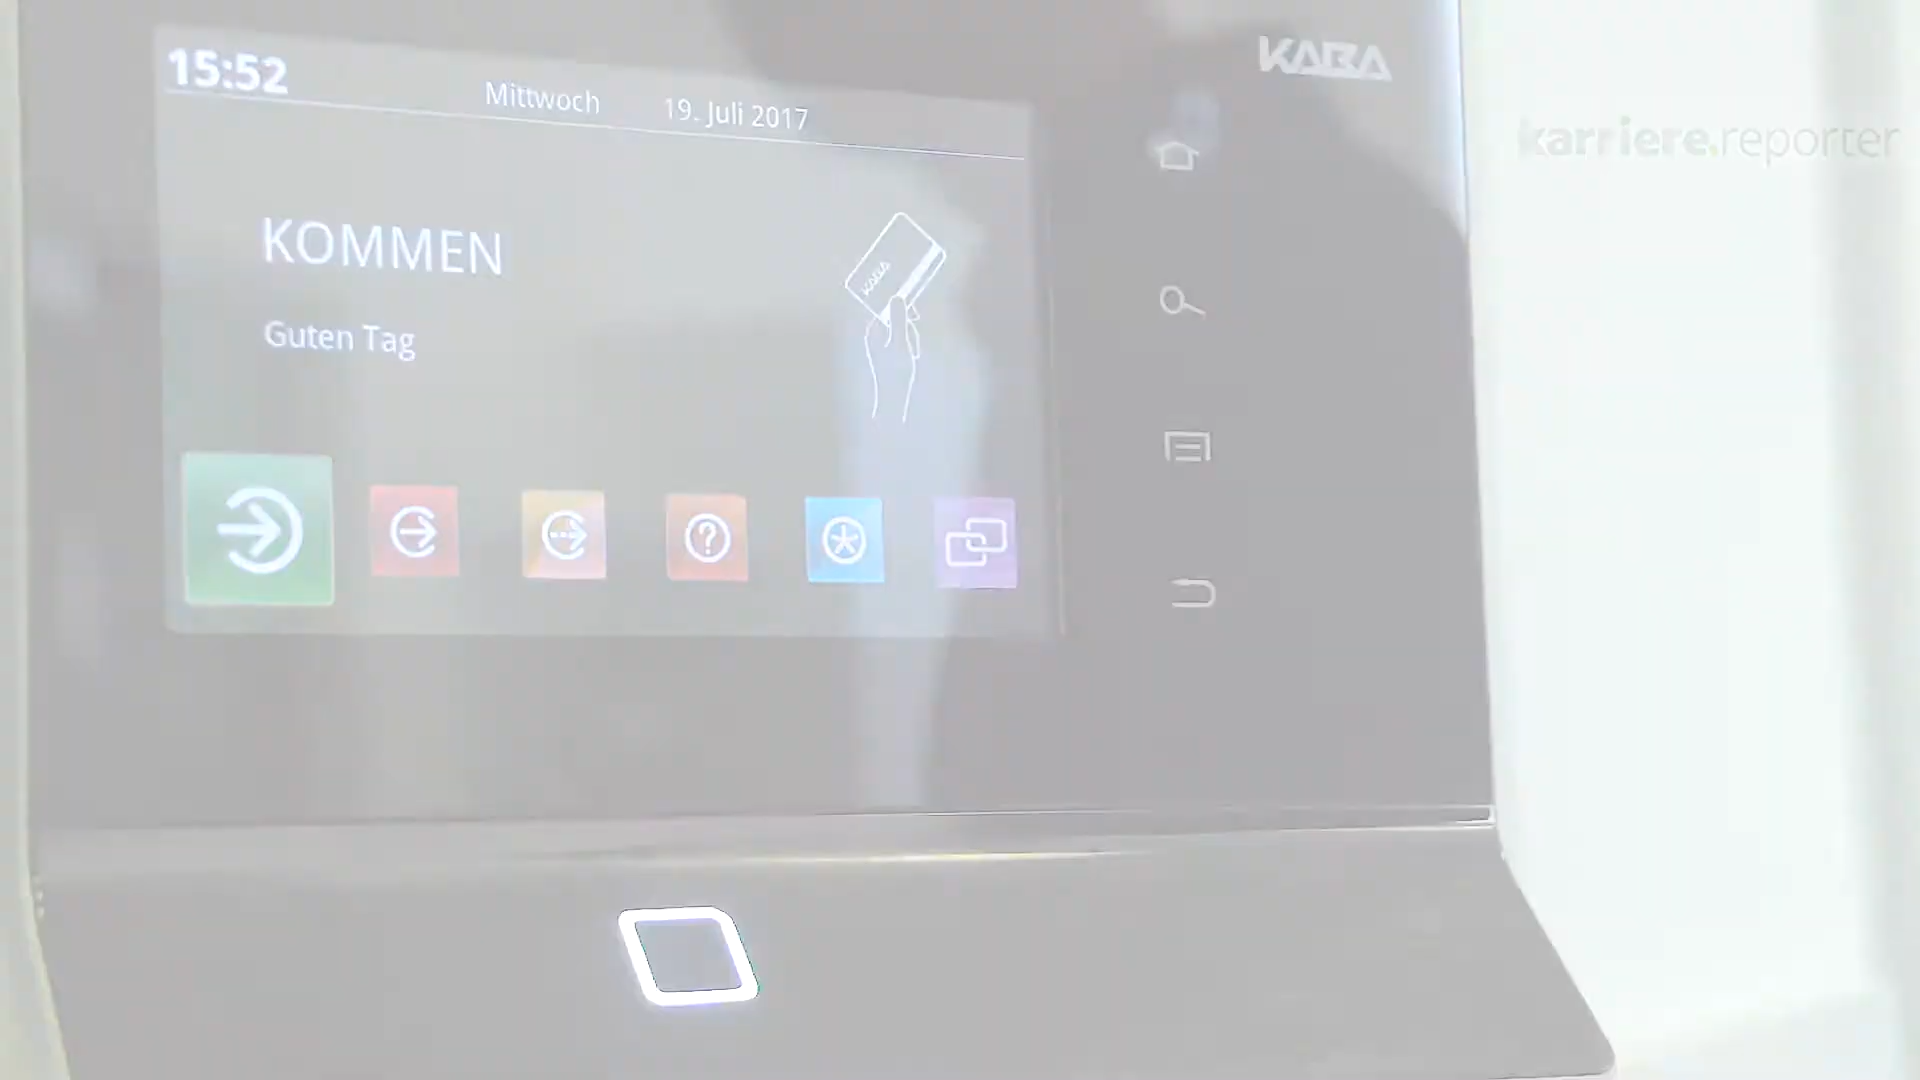 15:52
Mittwoch 19. Juli 2017
KABA
karriere.reporter
KOMMEN
KABA
Guten Tag